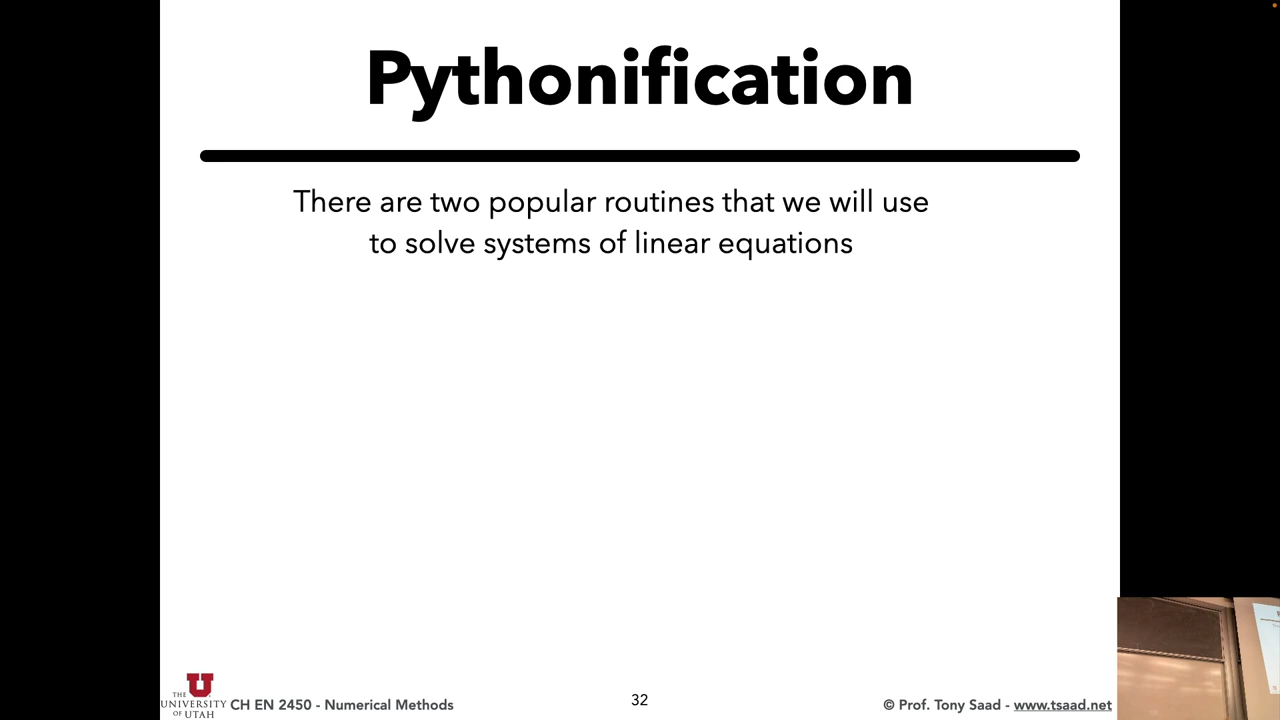 Pythonification
There are two popular routines that we will use
to solve systems of linear equations
U
THE
UNIVERSITY
OF UTAH
CH EN 2450 - Numerical Methods
32
© Prof. Tony Saad - www.tsaad.net